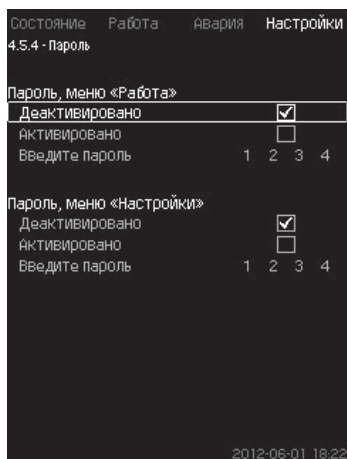 Состояние Работа Авария Настройки
4.5.4 - Пароль
Пароль, меню «Работа»
Деактивировано
Активировано
Введите пароль 1 2 3 4
Пароль, меню «Настройки»
Деактивировано
Активировано
Введите пароль 1 2 3 4
2012-06-01 18:22